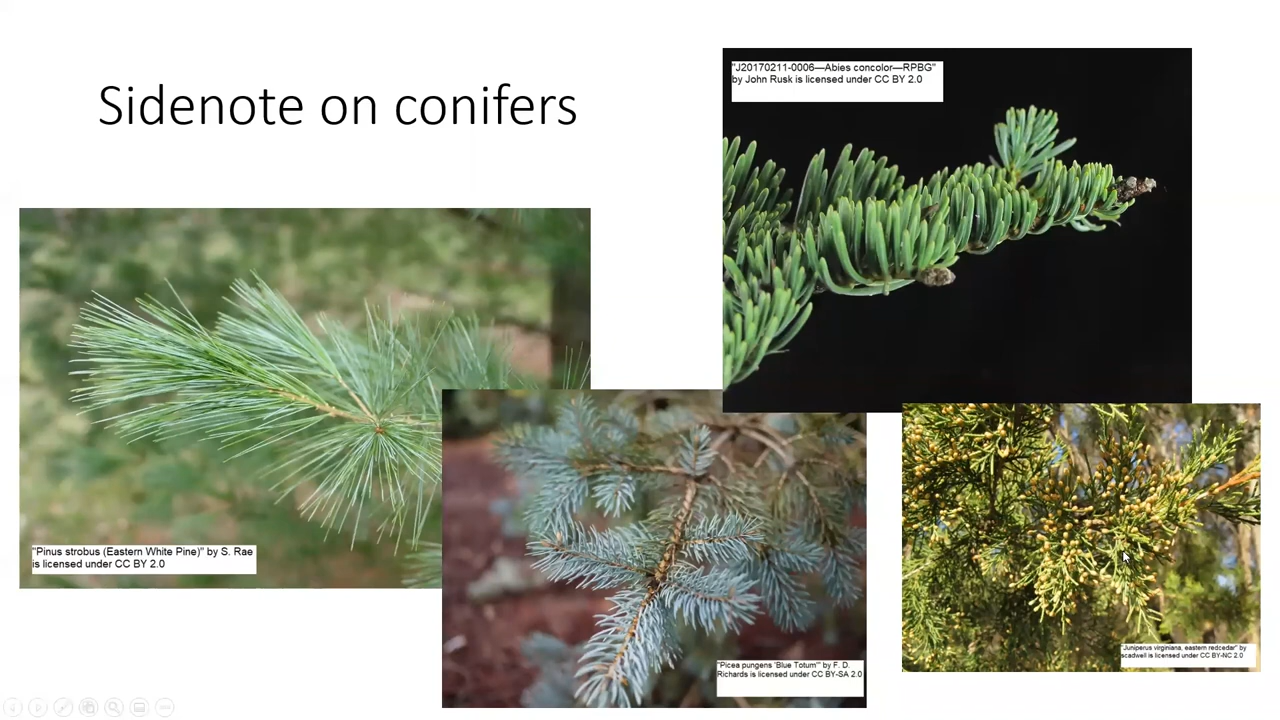 Sidenote on conifers
"J20170211-0006—Abies concolor—RPBG"
by John Rusk is licensed under CC BY 2.0
"Pinus strobus (Eastern White Pine)" by S. Rae
is licensed under CC BY 2.0
"Picea pungens 'Blue Totum'" by F. D.
Richards is licensed under CC BY-SA 2.0
"Juniperus virginiana, eastern redcedar" by
scadwell is licensed under CC BY-NC 2.0